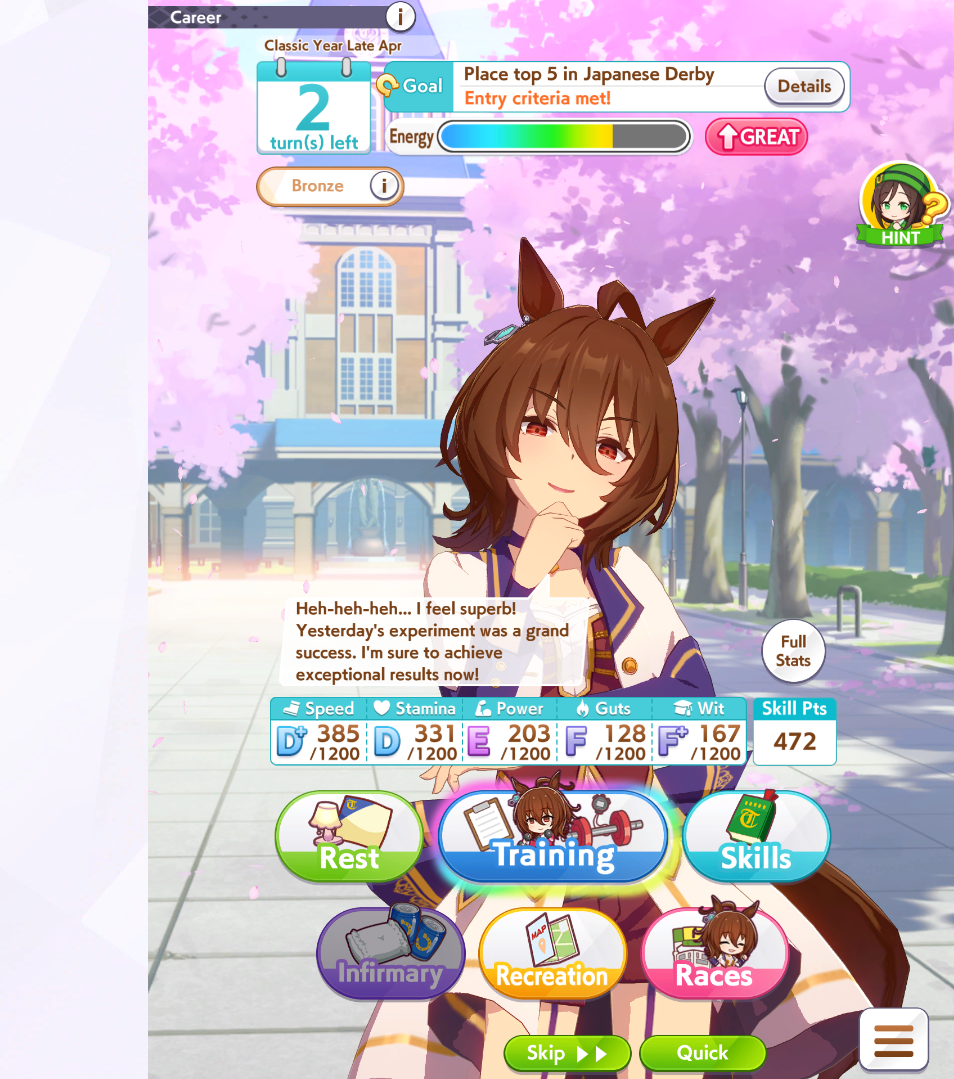 Career
i
Classic Year Late Apr
2
turn(s) left
Goal
Place top 5 in Japanese Derby
Entry criteria met!
Details
Energy
GREAT
Bronze
i
HINT
Heh-heh-heh... I feel superb!
Yesterday's experiment was a grand
success. I'm sure to achieve
exceptional results now!
Full
Stats
Speed Stamina Power Guts Wit Skill Pts
D+ 385 D 331 E 203 F 128 F+ 167 472
/1200 /1200 /1200 /1200 /1200
Rest
Training
Skills
Infirmary
MAP
Recreation
Races
Skip
Quick